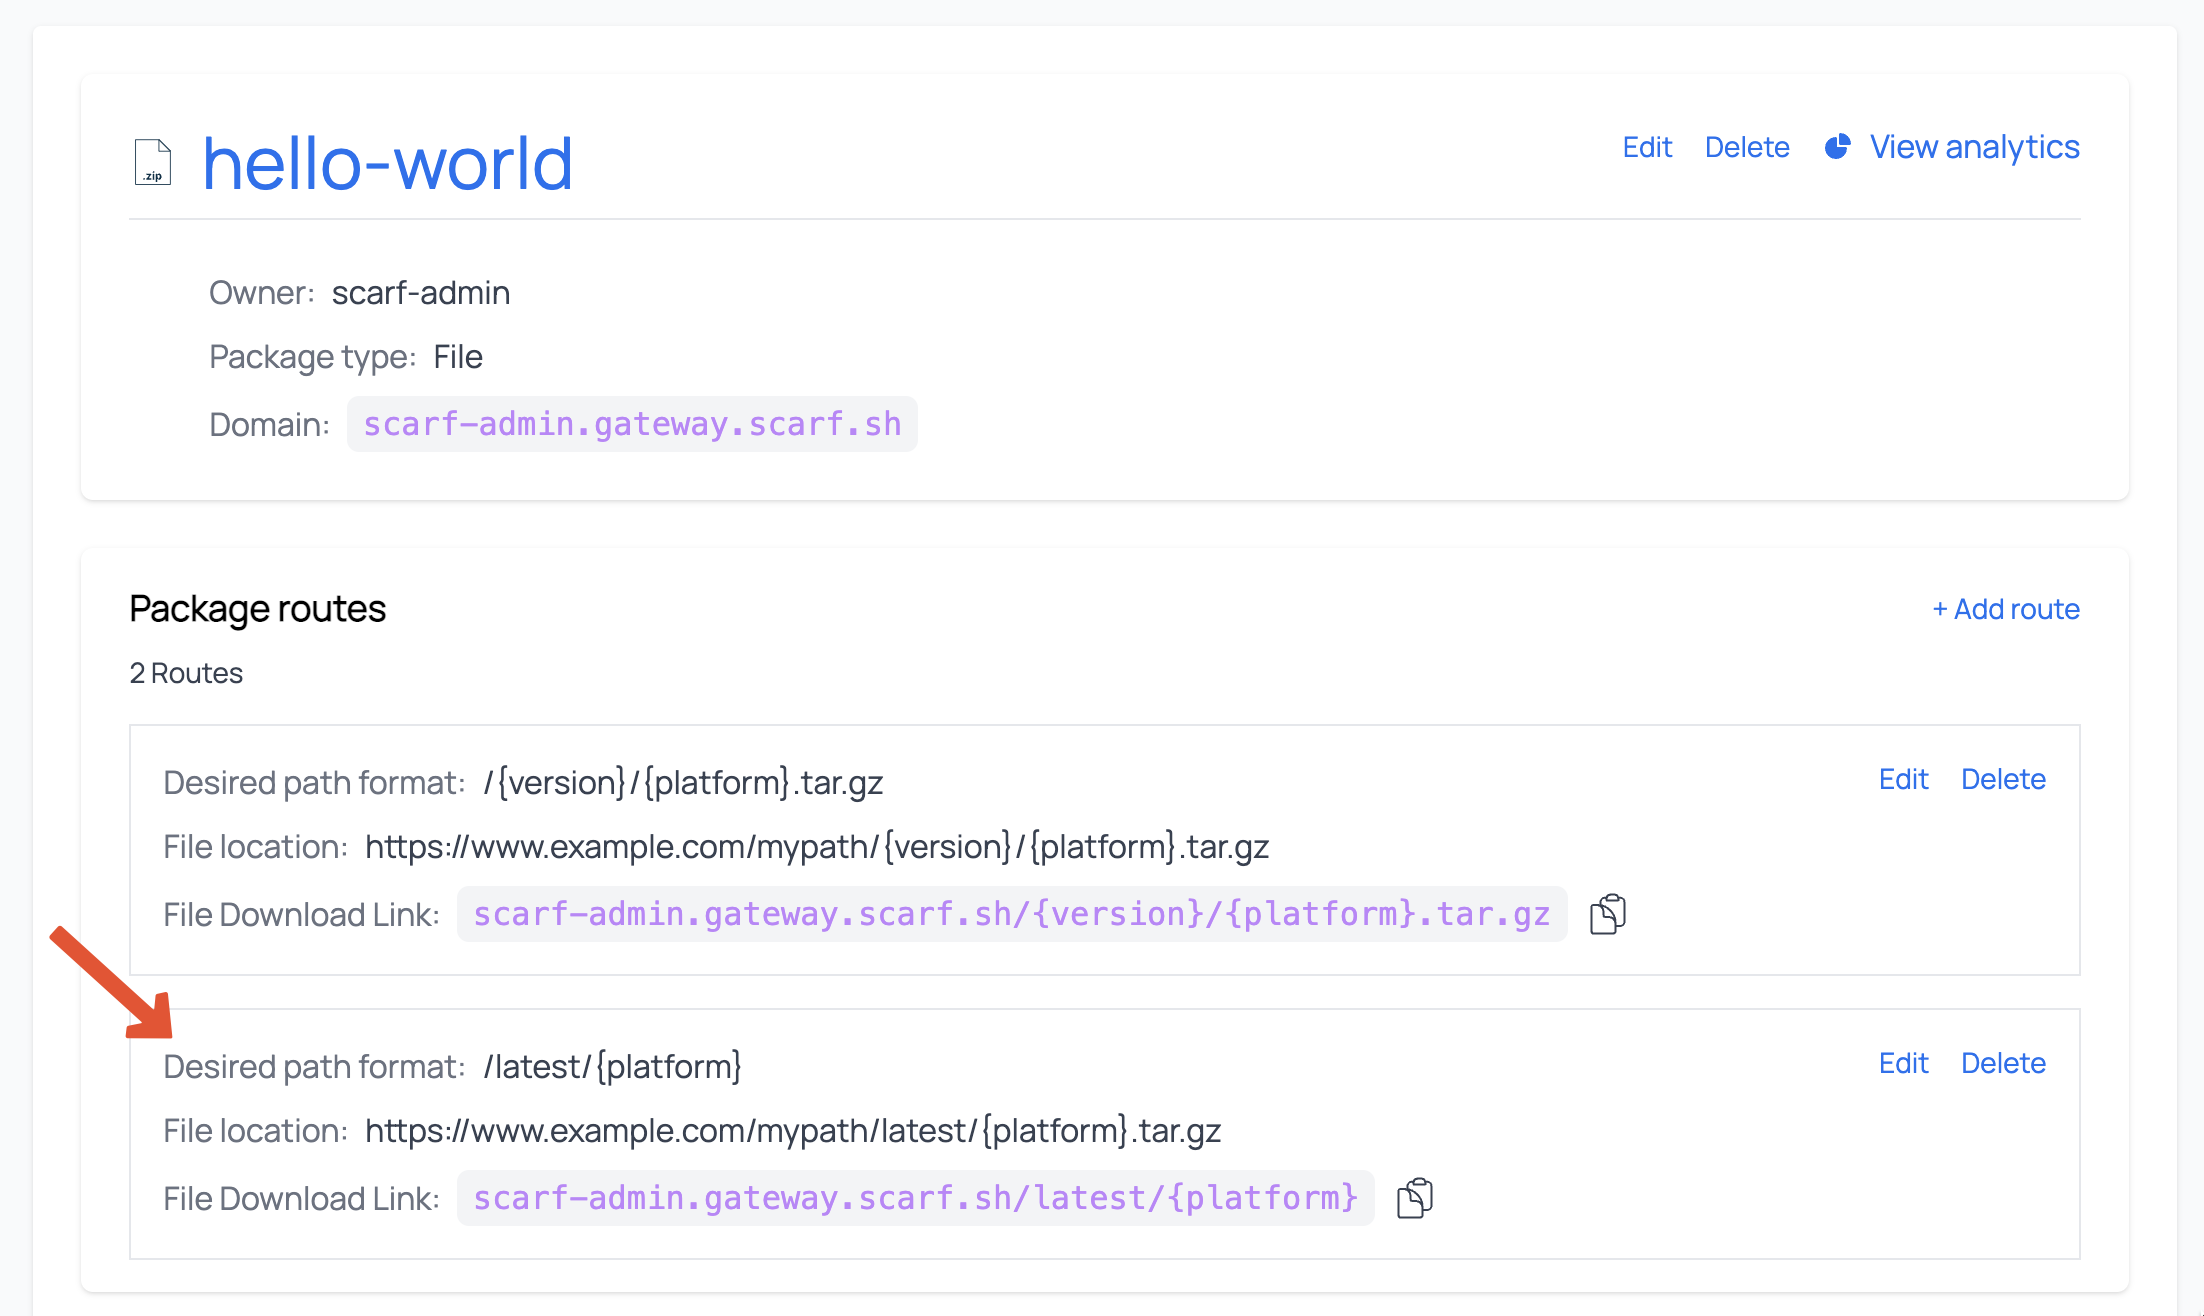 .zip hello-world Edit Delete View analytics
Owner: scarf-admin
Package type: File
Domain: scarf-admin.gateway.scarf.sh
Package routes + Add route
2 Routes
Desired path format: /{version}/{platform}.tar.gz Edit Delete
File location: https://www.example.com/mypath/{version}/{platform}.tar.gz
File Download Link: scarf-admin.gateway.scarf.sh/{version}/{platform}.tar.gz
Desired path format: /latest/{platform} Edit Delete
File location: https://www.example.com/mypath/latest/{platform}.tar.gz
File Download Link: scarf-admin.gateway.scarf.sh/latest/{platform}